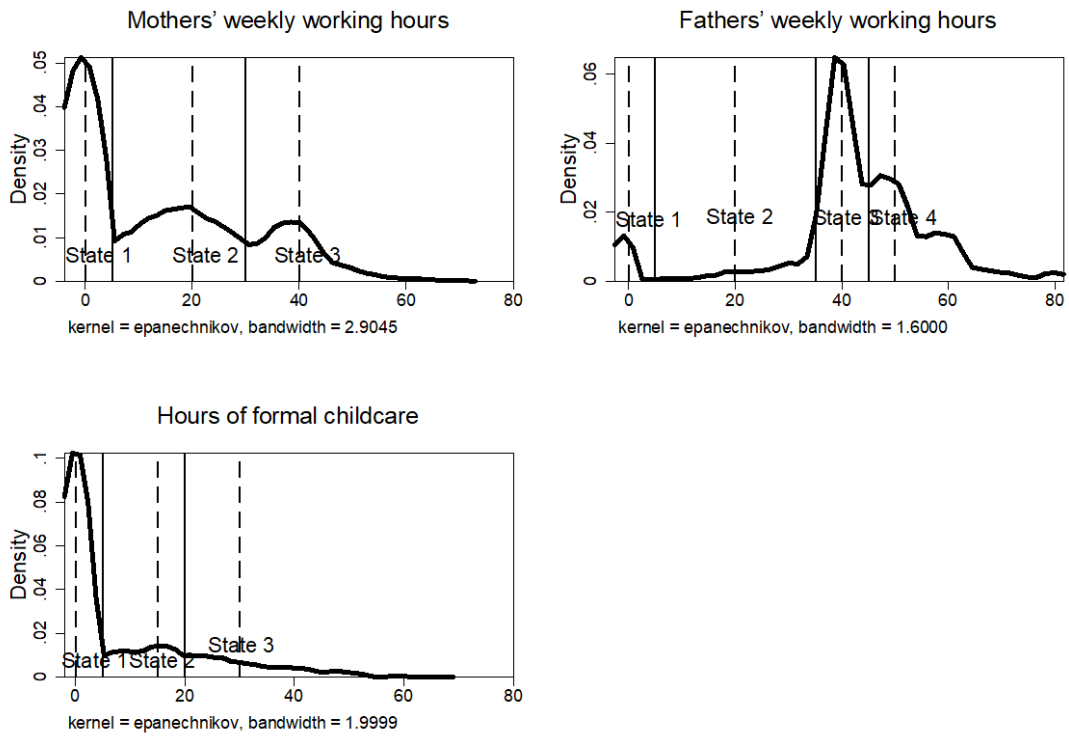 Mothers' weekly working hours
Density
.05
.04
.03
.02
.01
0
State 1 State 2 State 3
0 20 40 60 80
kernel = epanechnikov, bandwidth = 2.9045
Fathers' weekly working hours
Density
.06
.04
.02
0
State 1 State 2 State 3 State 4
0 20 40 60 80
kernel = epanechnikov, bandwidth = 1.6000
Hours of formal childcare
Density
.1
.08
.06
.04
.02
0
State 1 State 2 State 3
0 20 40 60 80
kernel = epanechnikov, bandwidth = 1.9999